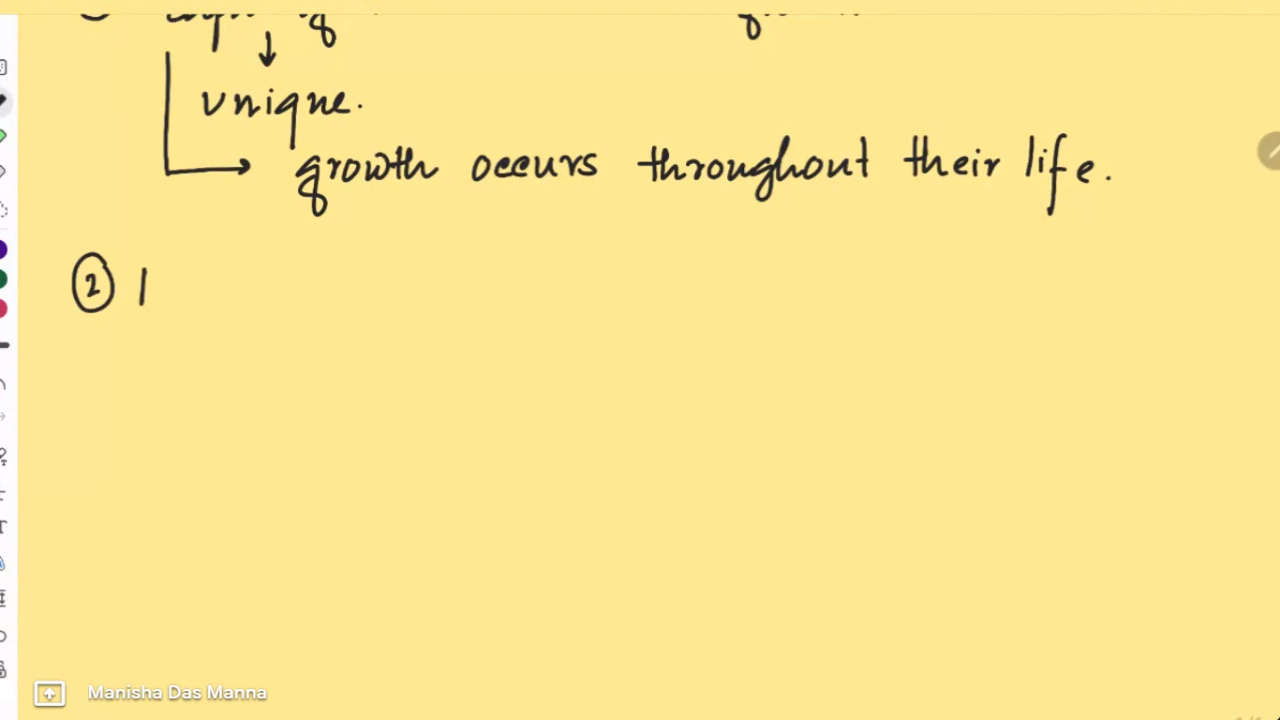 unique.
growth occurs throughout their life.
②
Manisha Das Manna